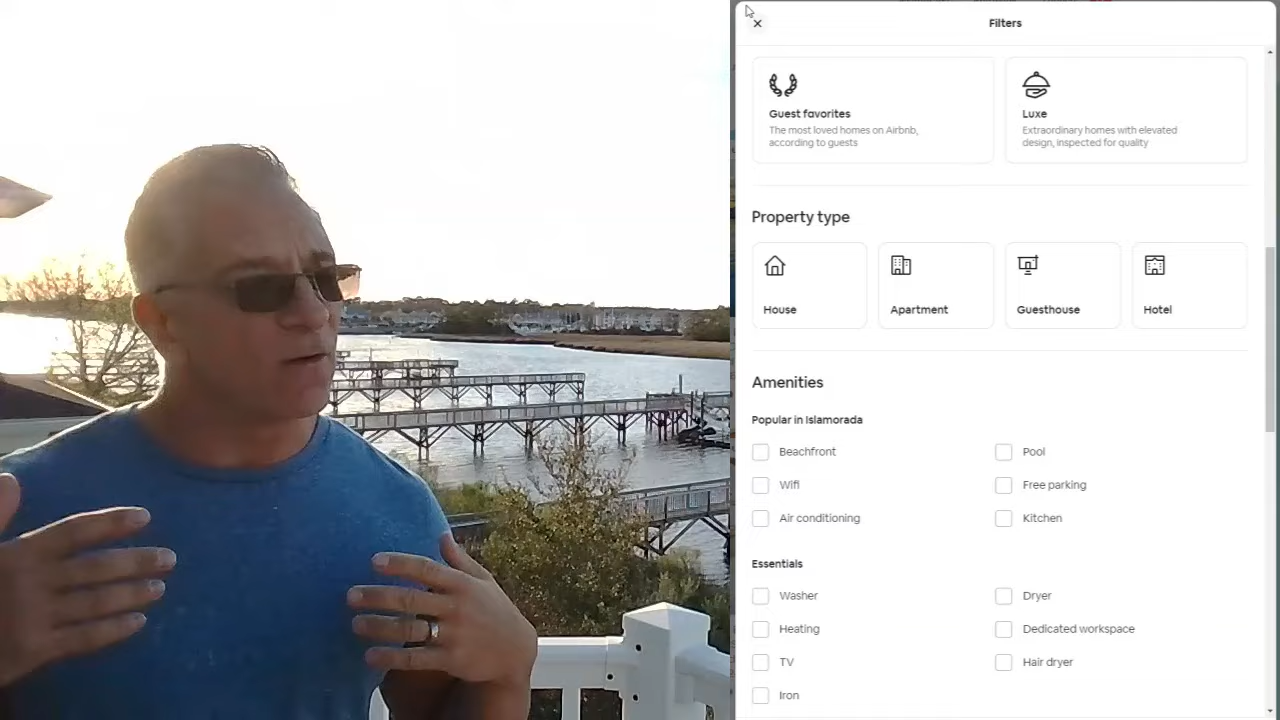 Filters
Guest favorites
The most loved homes on Airbnb,
according to guests
Luxe
Extraordinary homes with elevated
design, inspected for quality
Property type
House
Apartment
Guesthouse
Hotel
Amenities
Popular in Islamorada
Beachfront
Pool
Wifi
Free parking
Air conditioning
Kitchen
Essentials
Washer
Dryer
Heating
Dedicated workspace
TV
Hair dryer
Iron